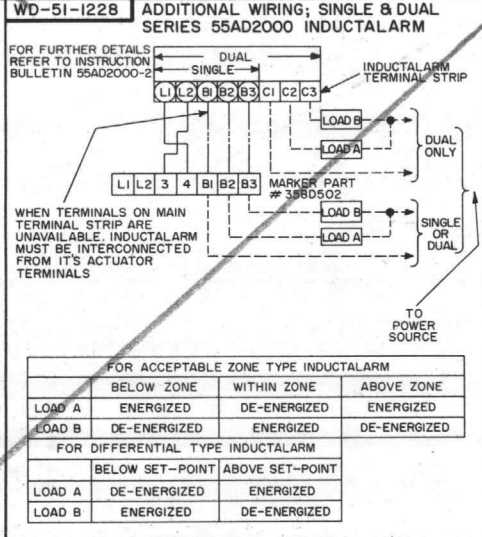 WD-51-1228
ADDITIONAL WIRING; SINGLE & DUAL
SERIES 55AD2000 INDUCTALARM
FOR FURTHER DETAILS
REFER TO INSTRUCTION
BULLETIN 55AD2000-2
DUAL
SINGLE
INDUCTALARM
TERMINAL STRIP
L1 L2 B1 B2 B3 C1 C2 C3
LOAD B
LOAD A
DUAL
ONLY
L1 L2 3 4 B1 B2 B3
MARKER PART
# 358D502
WHEN TERMINALS ON MAIN
TERMINAL STRIP ARE
UNAVAILABLE. INDUCTALARM
MUST BE INTERCONNECTED
FROM IT'S ACTUATOR
TERMINALS
LOAD B
LOAD A
SINGLE
OR
DUAL
TO
POWER
SOURCE
FOR ACCEPTABLE ZONE TYPE INDUCTALARM
BELOW ZONE WITHIN ZONE ABOVE ZONE
LOAD A ENERGIZED DE-ENERGIZED ENERGIZED
LOAD B DE-ENERGIZED ENERGIZED DE-ENERGIZED
FOR DIFFERENTIAL TYPE INDUCTALARM
BELOW SET-POINT ABOVE SET-POINT
LOAD A DE-ENERGIZED ENERGIZED
LOAD B ENERGIZED DE-ENERGIZED